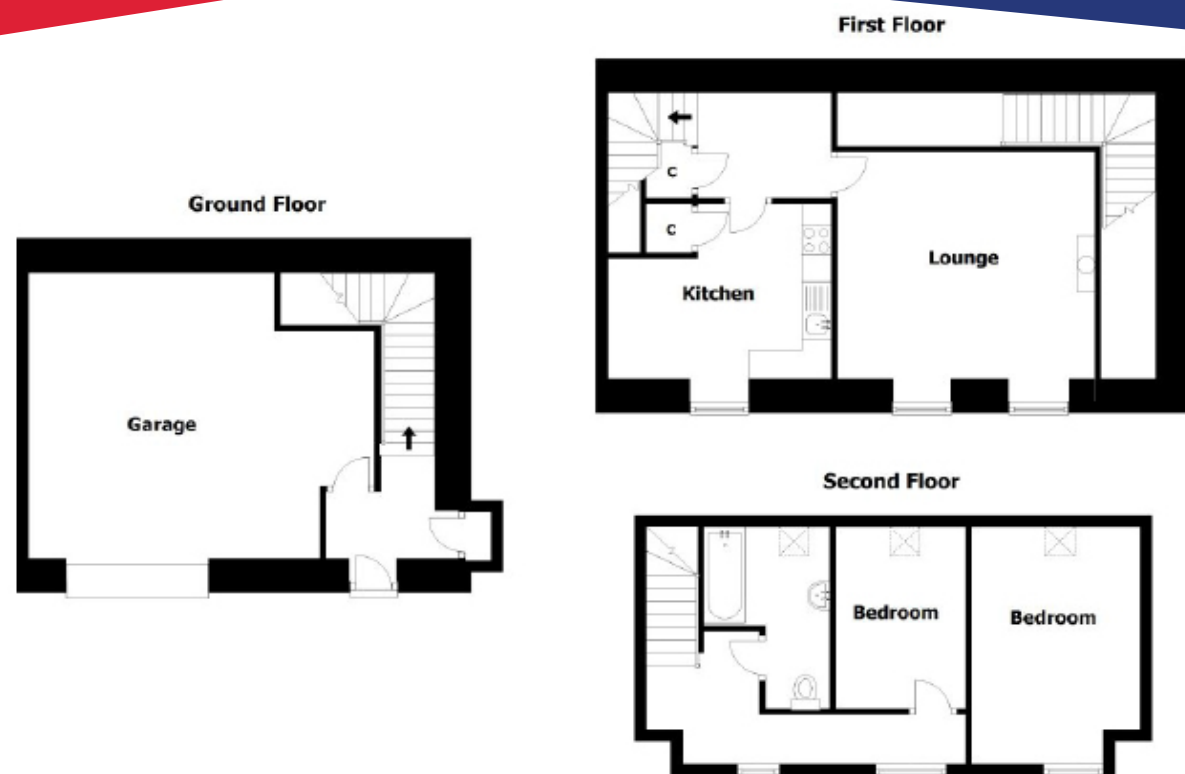 First Floor
C
C
Kitchen
Lounge
Ground Floor
Garage
Second Floor
Bedroom
Bedroom